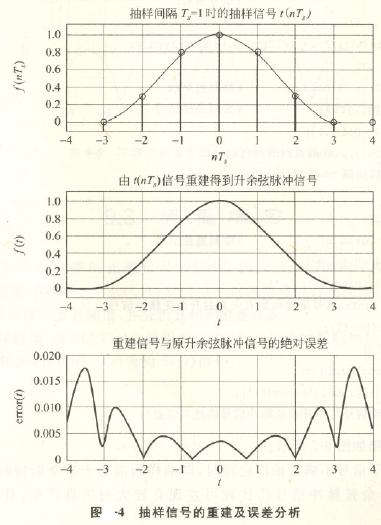 抽样间隔 Ts=1时的抽样信号 t(nTs)
f(nTs)
1.0
0.8
0.6
0.4
0.2
0
-4 -3 -2 -1 0 1 2 3 4
nTs
由 t(nTs)信号重建得到升余弦脉冲信号
f(t)
1.0
0.8
0.6
0.4
0.2
0
-4 -3 -2 -1 0 1 2 3 4
t
重建信号与原升余弦脉冲信号的绝对误差
error(t)
0.020
0.015
0.010
0.005
0
-4 -3 -2 -1 0 1 2 3 4
t
图 -4 抽样信号的重建及误差分析